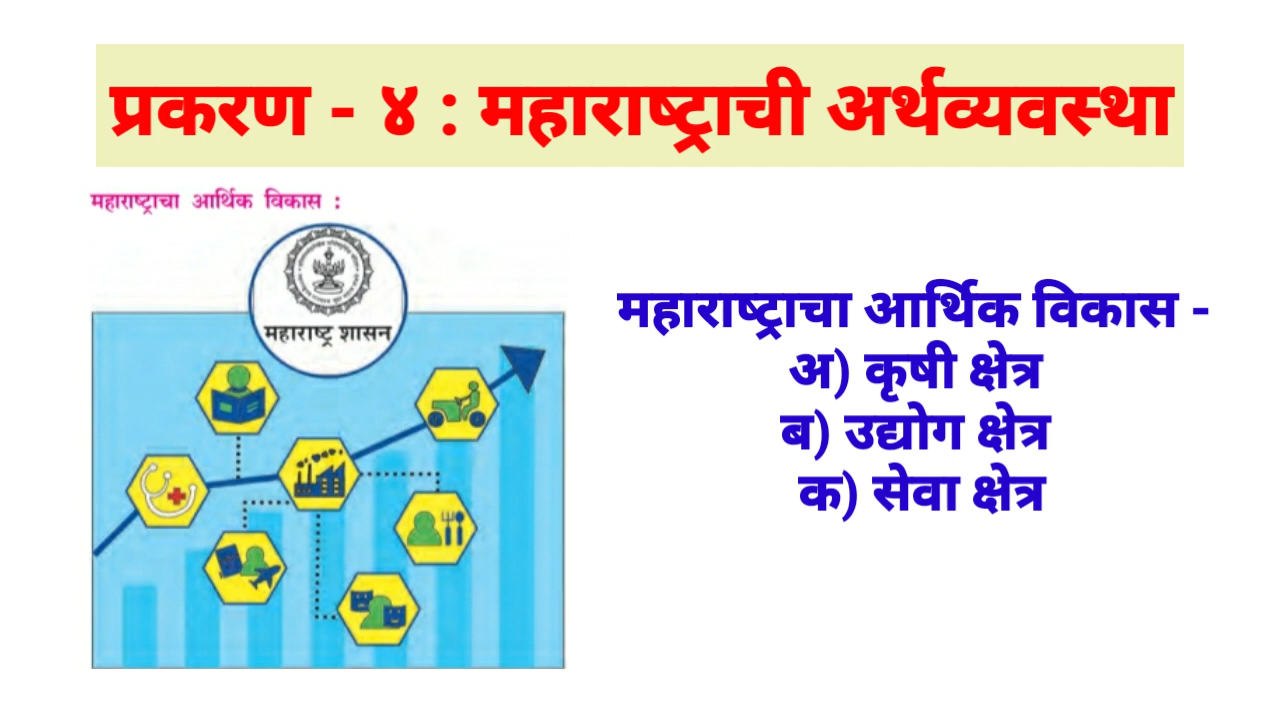 प्रकरण - ४ : महाराष्ट्राची अर्थव्यवस्था
महाराष्ट्राचा आर्थिक विकास :
महाराष्ट्र शासन
महाराष्ट्राचा आर्थिक विकास -
अ) कृषी क्षेत्र
ब) उद्योग क्षेत्र
क) सेवा क्षेत्र